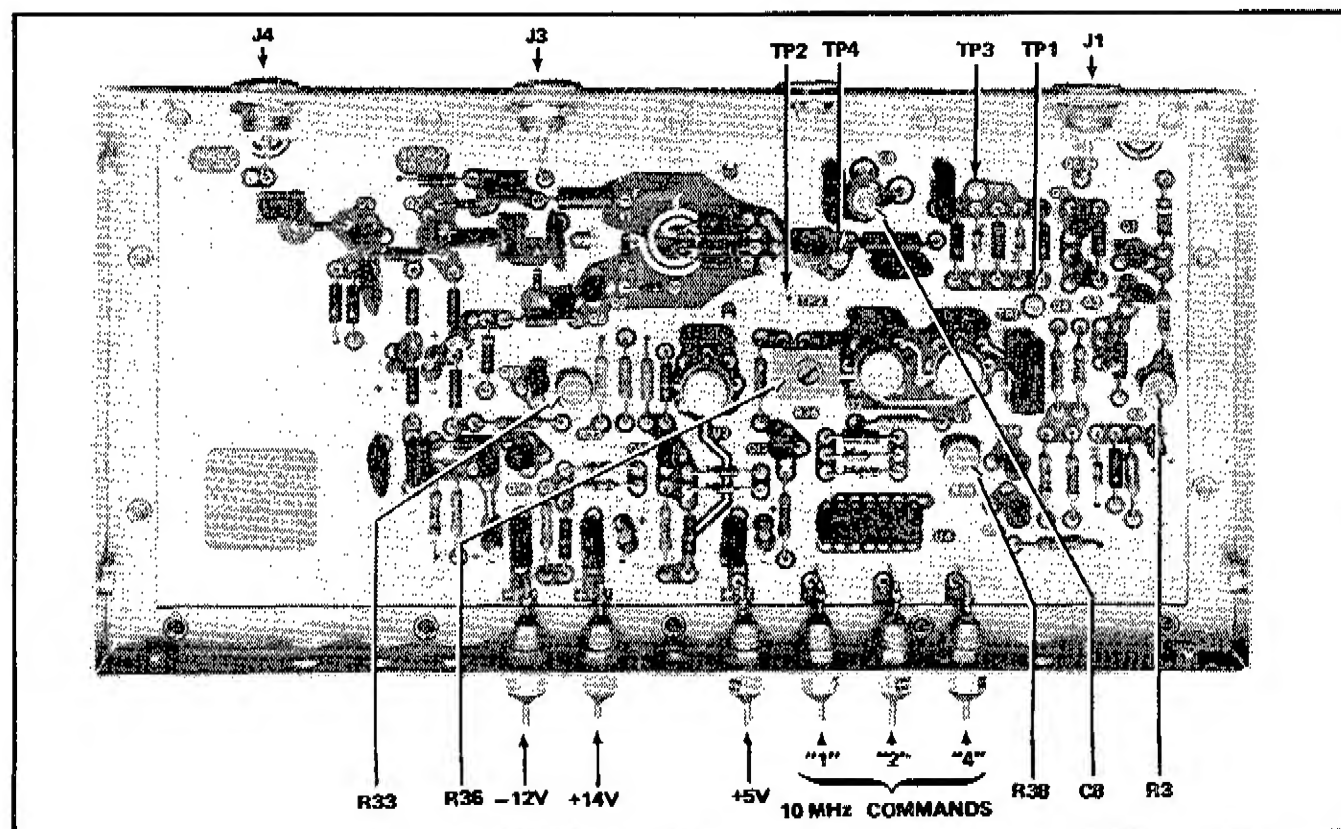 J4 J3 TP2 TP4 TP3 TP1 J1
R33 R36 −12V +14V +5V "1" "2" "4" R38 C8 R3
10 MHz COMMANDS